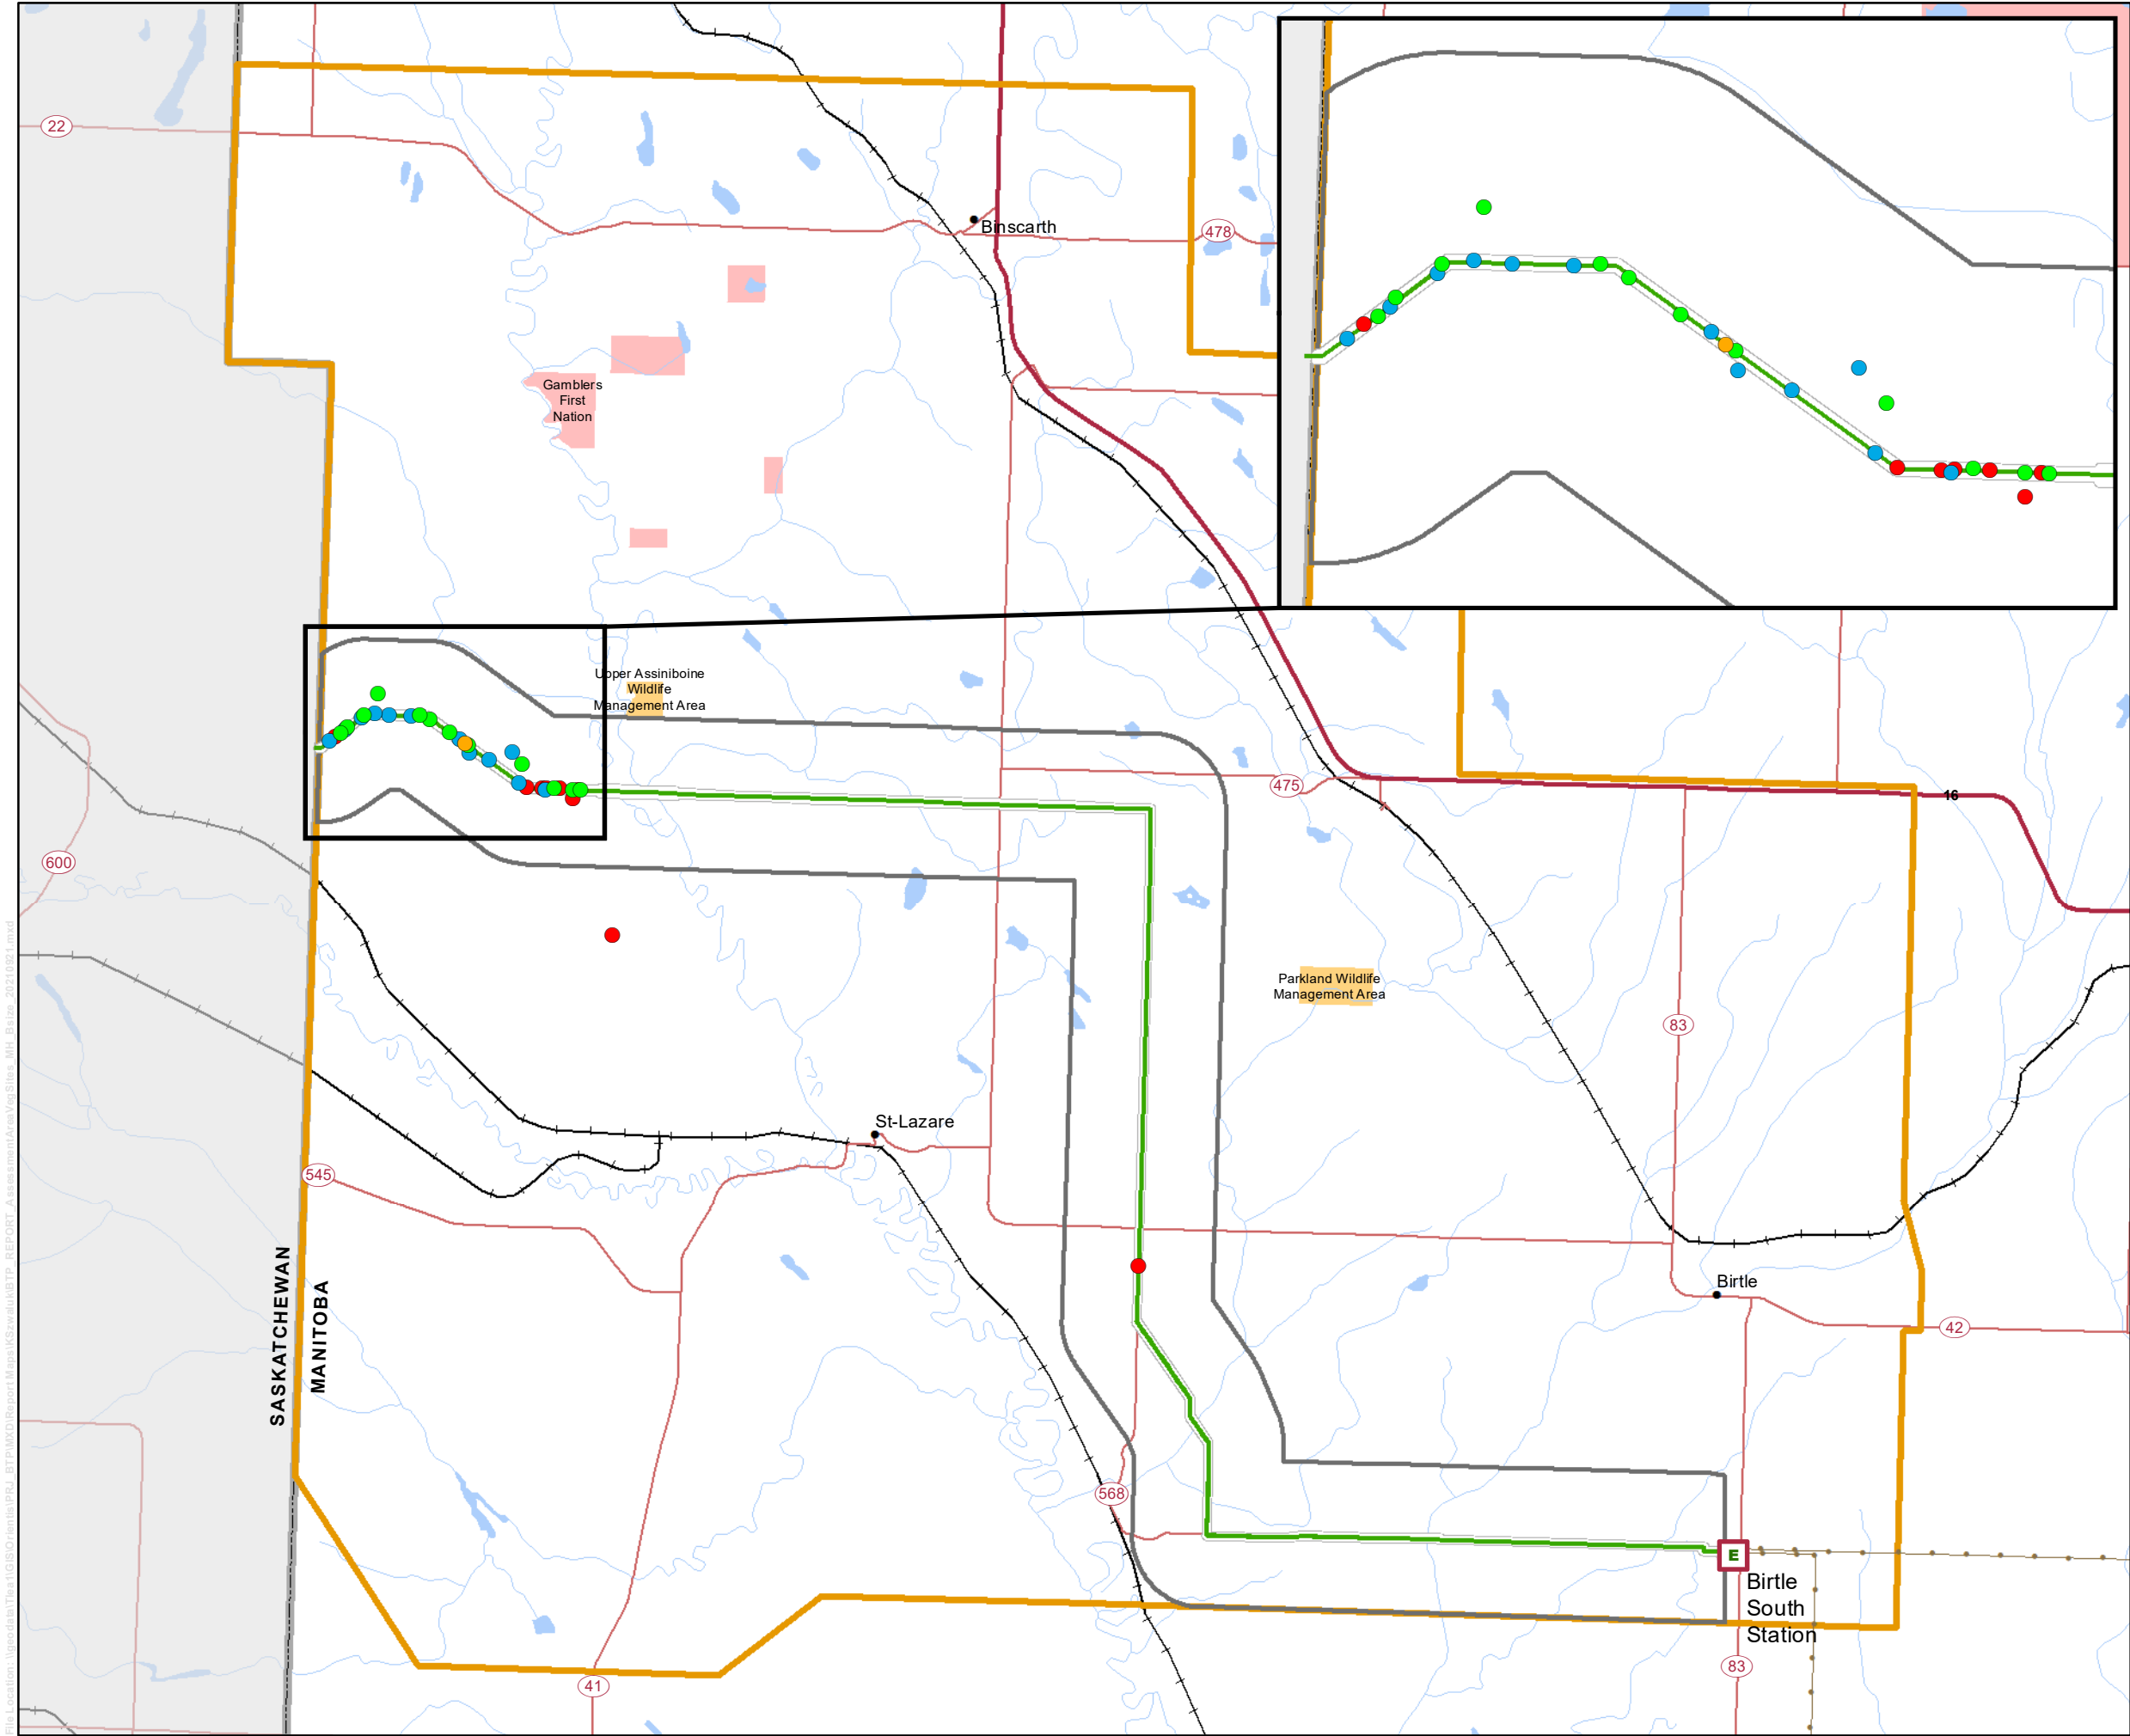 22
Binscarth
478
Gamblers
First
Nation
Upper Assiniboine
Wildlife
Management Area
475
16
600
Parkland Wildlife
Management Area
83
St-Lazare
545
SASKATCHEWAN
MANITOBA
Birtle
42
568
E
Birtle
South
Station
83
41